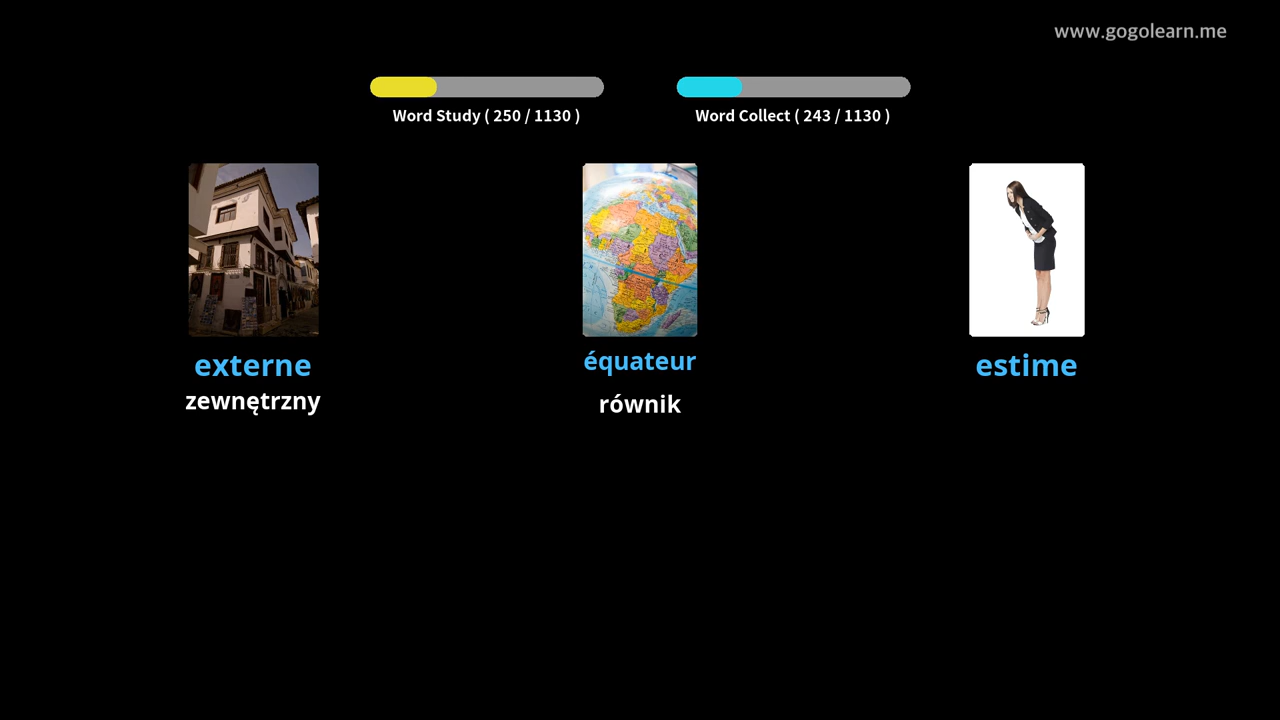 www.gogolearn.me
Word Study ( 250 / 1130 )
Word Collect ( 243 / 1130 )
externe
zewnętrzny
équateur
równik
estime